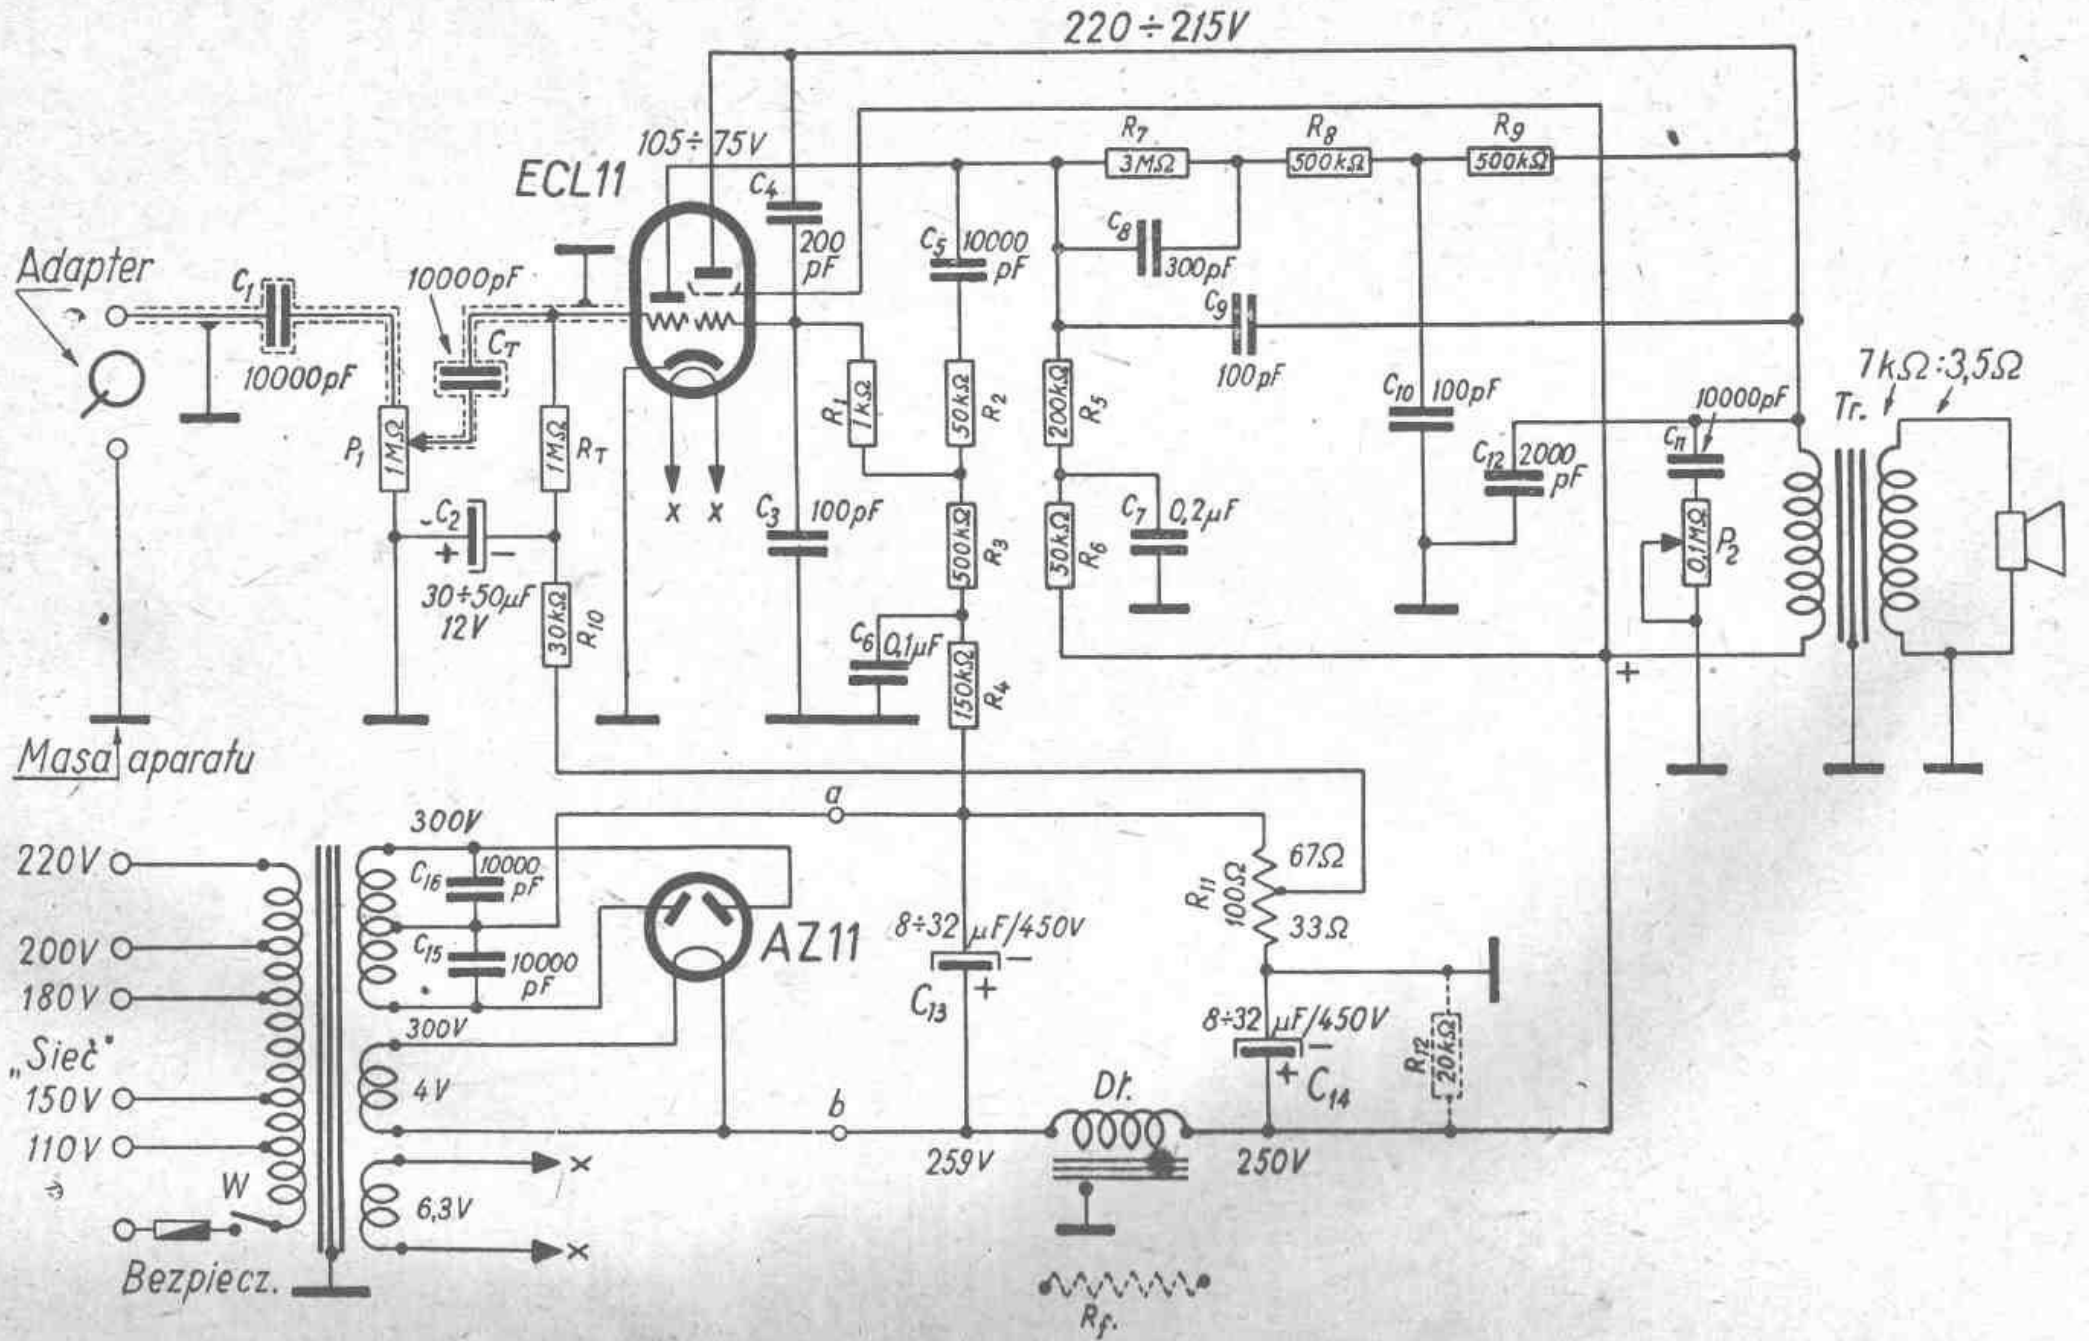 220÷215V
105÷75V
ECL11
R7
3MΩ
R8
500kΩ
R9
500kΩ
C4
200
pF
C5
10000
pF
C8
300pF
C9
100pF
Adapter
C1
10000pF
10000pF
CT
P1
1MΩ
1MΩ
RT
C2
+
-
30÷50μF
12V
30kΩ
R10
x
x
R1
1kΩ
50kΩ
R2
200kΩ
R5
C10
100pF
C3
100pF
500kΩ
R3
50kΩ
R6
C7
0,2μF
C12
2000
pF
10000pF
C11
0,1MΩ
P2
Tr.
7kΩ:3,5Ω
C6
0,1μF
150kΩ
R4
+
Masa aparatu
a
300V
C16
10000
pF
C15
10000
pF
300V
4V
6,3V
x
x
AZ11
220V
200V
180V
„Sieć"
150V
110V
W
Bezpiecz.
8÷32 μF/450V
-
+
C13
R11
100Ω
67Ω
33Ω
8÷32 μF/450V
-
+
C14
R12
20kΩ
b
259V
Dł.
250V
Rf.